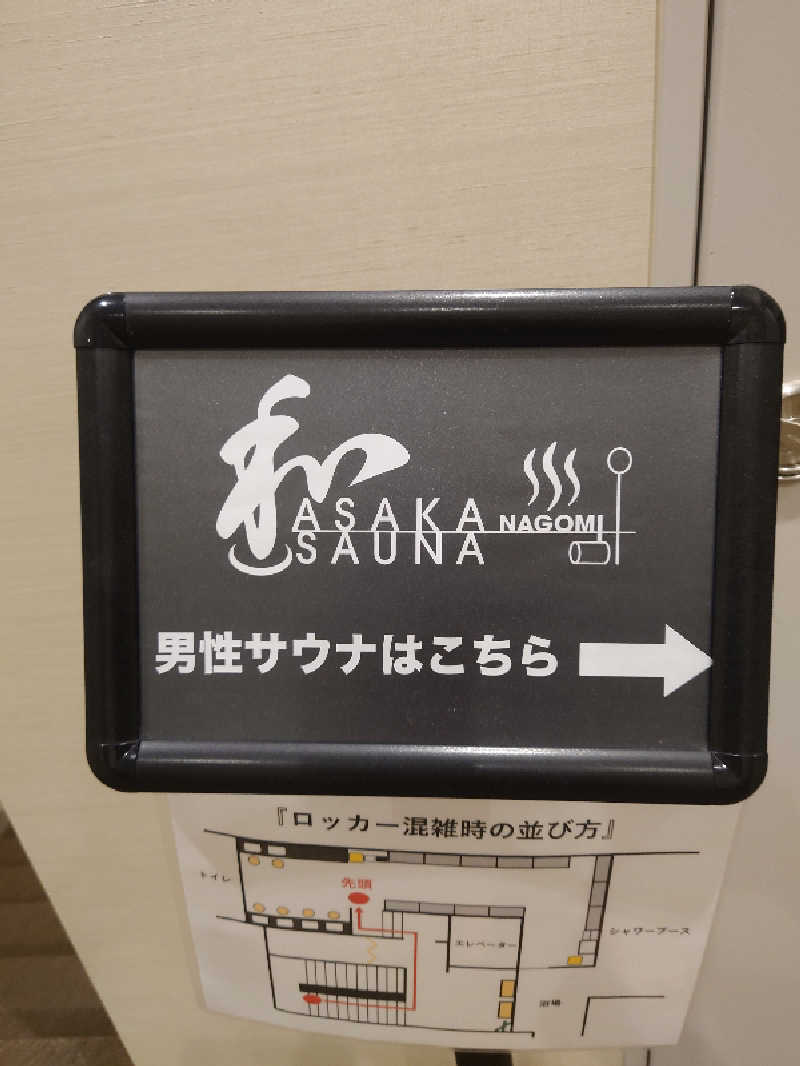 和
ASAKA
SAUNA
NAGOMI
男性サウナはこちら
『ロッカー混雑時の並び方』
トイレ
先頭
エレベーター
シャワーブース
浴場